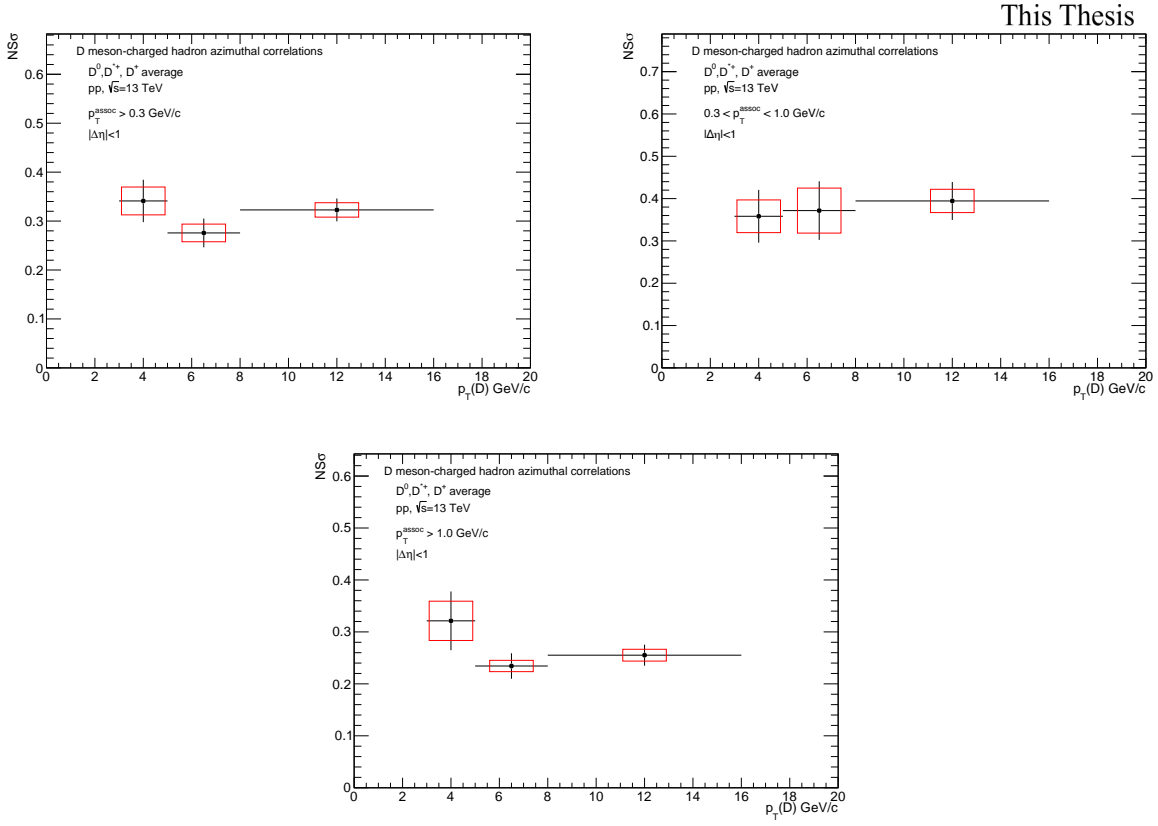 This Thesis
NSσ
D meson-charged hadron azimuthal correlations
D⁰,D*⁺, D⁺ average
pp, √s=13 TeV
p_T^assoc > 0.3 GeV/c
|Δη|<1
0.6
0.5
0.4
0.3
0.2
0.1
0
0 2 4 6 8 10 12 14 16 18 20
p_T(D) GeV/c
NSσ
D meson-charged hadron azimuthal correlations
D⁰,D*⁺, D⁺ average
pp, √s=13 TeV
0.3 < p_T^assoc < 1.0 GeV/c
|Δη|<1
0.7
0.6
0.5
0.4
0.3
0.2
0.1
0
0 2 4 6 8 10 12 14 16 18 20
p_T(D) GeV/c
NSσ
D meson-charged hadron azimuthal correlations
D⁰,D*⁺, D⁺ average
pp, √s=13 TeV
p_T^assoc > 1.0 GeV/c
|Δη|<1
0.6
0.5
0.4
0.3
0.2
0.1
0
0 2 4 6 8 10 12 14 16 18 20
p_T(D) GeV/c